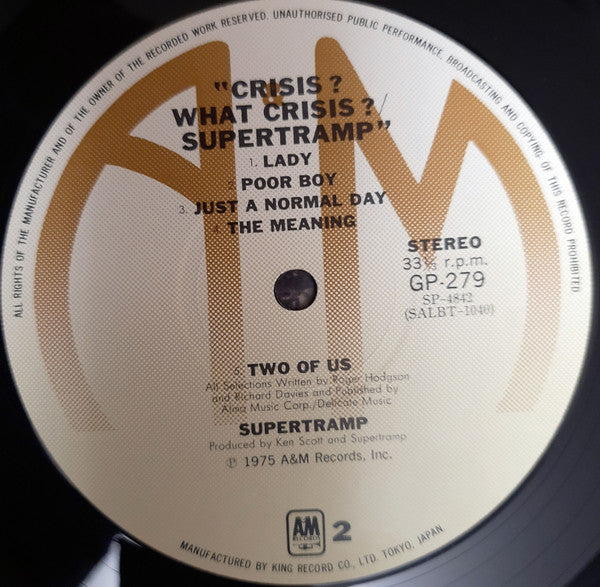 ALL RIGHTS OF THE MANUFACTURER AND OF THE OWNER OF THE RECORDED WORK RESERVED. UNAUTHORISED PUBLIC PERFORMANCE, BROADCASTING AND COPYING OF THIS RECORD PROHIBITED
"CRISIS?
WHAT CRISIS?/
SUPERTRAMP"
1. LADY
2. POOR BOY
3. JUST A NORMAL DAY
4. THE MEANING
STEREO
33⅓ r.p.m.
GP-279
SP-4842
(SALBT-1040)
5. TWO OF US
All Selections Written by Roger Hodgson
and Richard Davies and Published by
Almo Music Corp./Delicate Music
SUPERTRAMP
Produced by Ken Scott and Supertramp
℗ 1975 A&M Records, Inc.
AM
RECORDS
2
MANUFACTURED BY KING RECORD CO., LTD. TOKYO, JAPAN